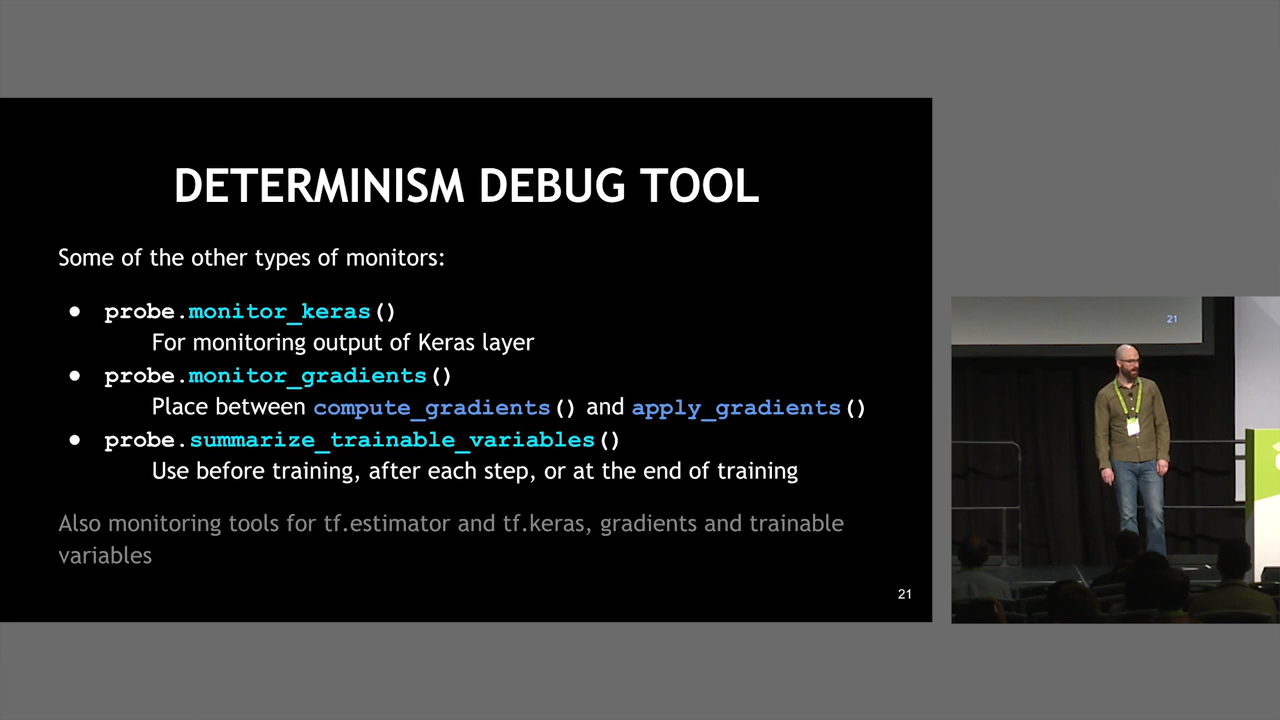 DETERMINISM DEBUG TOOL
Some of the other types of monitors:
● probe.monitor_keras()
For monitoring output of Keras layer
● probe.monitor_gradients()
Place between compute_gradients() and apply_gradients()
● probe.summarize_trainable_variables()
Use before training, after each step, or at the end of training
Also monitoring tools for tf.estimator and tf.keras, gradients and trainable
variables
21
21